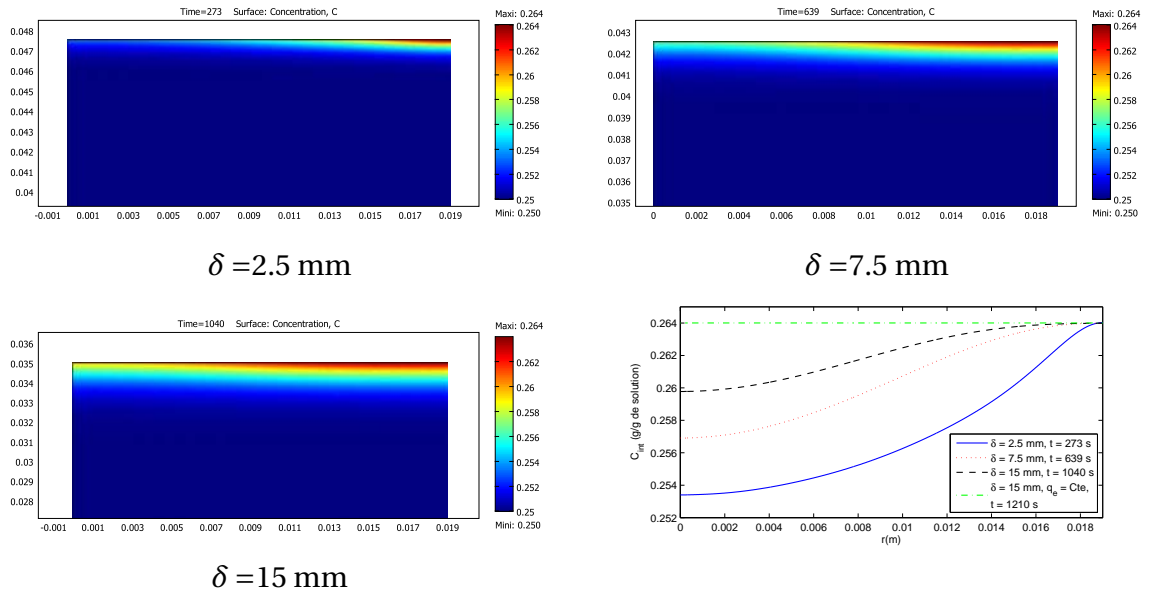 Time=273 Surface: Concentration, C
Maxi: 0.264
0.048
0.047
0.046
0.045
0.044
0.043
0.042
0.041
0.04
-0.001 0.001 0.003 0.005 0.007 0.009 0.011 0.013 0.015 0.017 0.019
0.264
0.262
0.26
0.258
0.256
0.254
0.252
0.25
Mini: 0.250
δ =2.5 mm
Time=639 Surface: Concentration, C
Maxi: 0.264
0.043
0.042
0.041
0.04
0.039
0.038
0.037
0.036
0.035
0 0.002 0.004 0.006 0.008 0.01 0.012 0.014 0.016 0.018
0.264
0.262
0.26
0.258
0.256
0.254
0.252
0.25
Mini: 0.250
δ =7.5 mm
Time=1040 Surface: Concentration, C
Maxi: 0.264
0.036
0.035
0.034
0.033
0.032
0.031
0.03
0.029
0.028
-0.001 0.001 0.003 0.005 0.007 0.009 0.011 0.013 0.015 0.017 0.019
0.262
0.26
0.258
0.256
0.254
0.252
0.25
Mini: 0.250
δ =15 mm
C_int (g/g de solution)
0.264
0.262
0.26
0.258
0.256
0.254
0.252
0 0.002 0.004 0.006 0.008 0.01 0.012 0.014 0.016 0.018
r(m)
δ = 2.5 mm, t = 273 s
δ = 7.5 mm, t = 639 s
δ = 15 mm, t = 1040 s
δ = 15 mm, q_e = Cte,
t = 1210 s